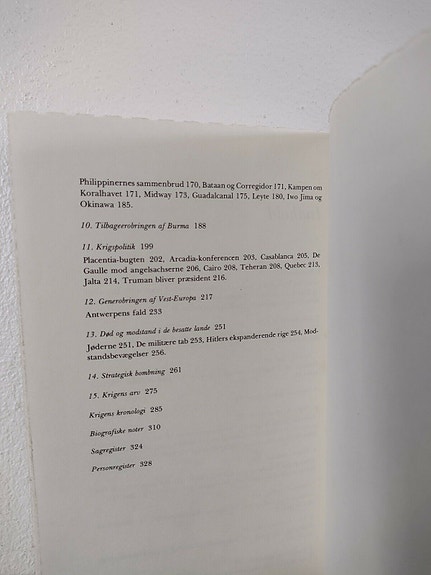 Philippinernes sammenbrud 170, Bataan og Corregidor 171, Kampen om
Koralhavet 171, Midway 173, Guadalcanal 175, Leyte 180, Iwo Jima og
Okinawa 185.
10. Tilbageerobringen af Burma 188
11. Krigspolitik 199
Placentia-bugten 202, Arcadia-konferencen 203, Casablanca 205, De
Gaulle mod angelsachserne 206, Cairo 208, Teheran 208, Quebec 213,
Jalta 214, Truman bliver præsident 216.
12. Generobringen af Vest-Europa 217
Antwerpens fald 233
13. Død og modstand i de besatte lande 251
Jøderne 251, De militære tab 253, Hitlers ekspanderende rige 254, Mod-
standsbevægelser 256.
14. Strategisk bombning 261
15. Krigens arv 275
Krigens kronologi 285
Biografiske noter 310
Sagregister 324
Personregister 328